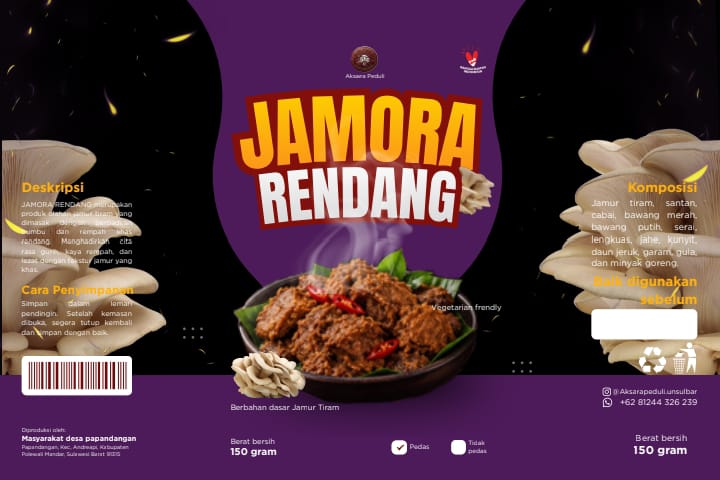 Aksara Peduli
JAMORA
RENDANG
Deskripsi
JAMORA RENDANG merupakan
produk olahan jamur tiram yang
dimasak dengan
bumbu dan rempah khas
randang. Menghadirkan cita
rasa gurih, kaya rempah, dan
lezat dengan tekstur jamur yang
khas.
Cara Penyimpanan
Simpan dalam lemari
pendingin. Setelah kemasan
dibuka, segera tutup kembali
dan simpan dengan baik.
Diproduksi oleh:
Masyarakat desa papandangan
Papandangan, Kec, Andreapi, Kabupaten
Polewali Mandar, Sulawesi Barat 91315
Vegetarian frendly
Berbahan dasar Jamur Tiram
Berat bersih
150 gram
Pedas
Tidak
pedas
Komposisi
Jamur tiram, santan,
cabai, bawang merah,
bawang putih, serai,
lengkuas, jahe, kunyit,
daun jeruk, garam, gula,
dan minyak goreng.
Baik digunakan
sebelum
@Aksarapeduli.unsulbar
+62 81244 326 239
Berat bersih
150 gram